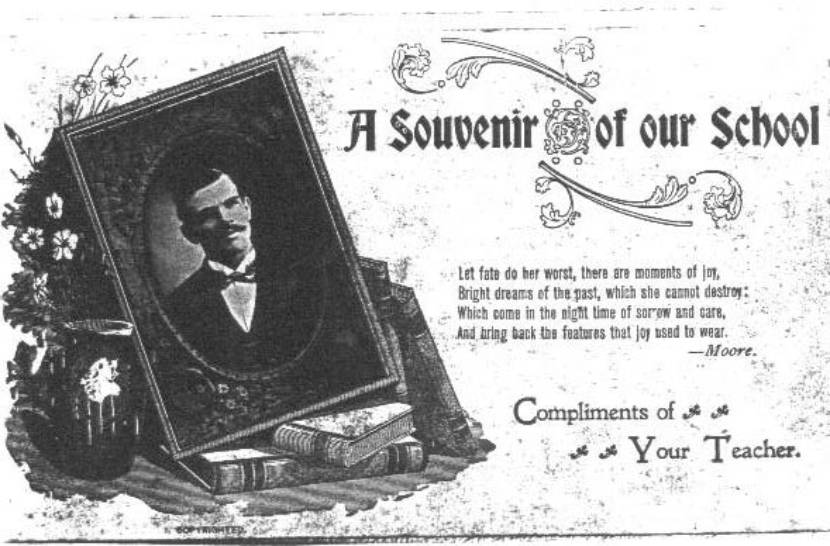 A Souvenir of our School
Let fate do her worst, there are moments of joy,
Bright dreams of the past, which she cannot destroy:
Which come in the night time of sorrow and care,
And bring back the features that joy used to wear.
—Moore.
Compliments of
Your Teacher.
COPYRIGHTED.